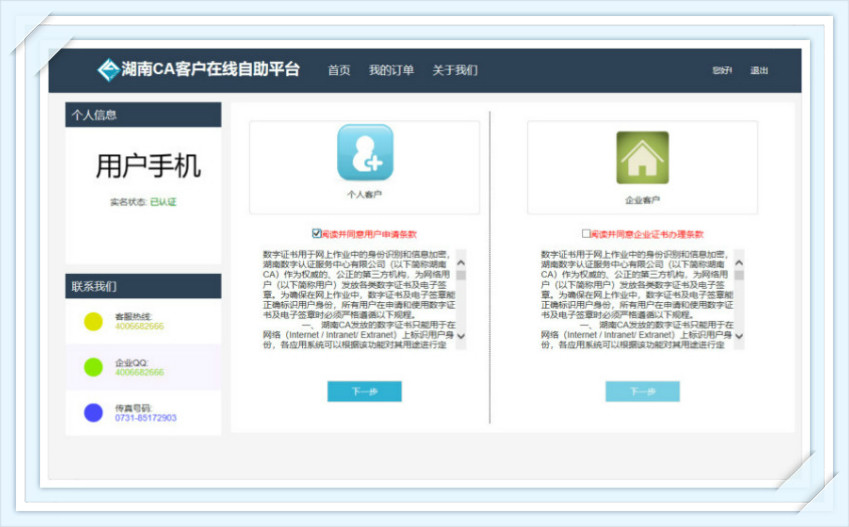 湖南CA客户在线自助平台 首页 我的订单 关于我们 您好! 退出
个人信息
用户手机
实名状态: 已认证
联系我们
客服热线:
4006682666
企业QQ:
4006682666
传真号码:
0731-85172903
个人客户
阅读并同意用户申请条款
数字证书用于网上作业中的身份识别和信息加密，
湖南数字认证服务中心有限公司（以下简称湖南
CA）作为权威的、公正的第三方机构，为网络用
户（以下简称用户）发放各类数字证书及电子签
章。为确保在网上作业中，数字证书及电子签章能
正确标识用户身份，所有用户在申请和使用数字证
书及电子签章时必须严格遵循以下规程。
一、 湖南CA发放的数字证书只能用于在
网络（Internet / Intranet/ Extranet）上标识用户身
份，各应用系统可以根据该功能对其用途进行定
下一步
企业客户
阅读并同意企业证书办理条款
数字证书用于网上作业中的身份识别和信息加密，
湖南数字认证服务中心有限公司（以下简称湖南
CA）作为权威的、公正的第三方机构，为网络用
户（以下简称用户）发放各类数字证书及电子签
章。为确保在网上作业中，数字证书及电子签章能
正确标识用户身份，所有用户在申请和使用数字证
书及电子签章时必须严格遵循以下规程。
一、 湖南CA发放的数字证书只能用于在
网络（Internet / Intranet/ Extranet）上标识用户身
份，各应用系统可以根据该功能对其用途进行定
下一步